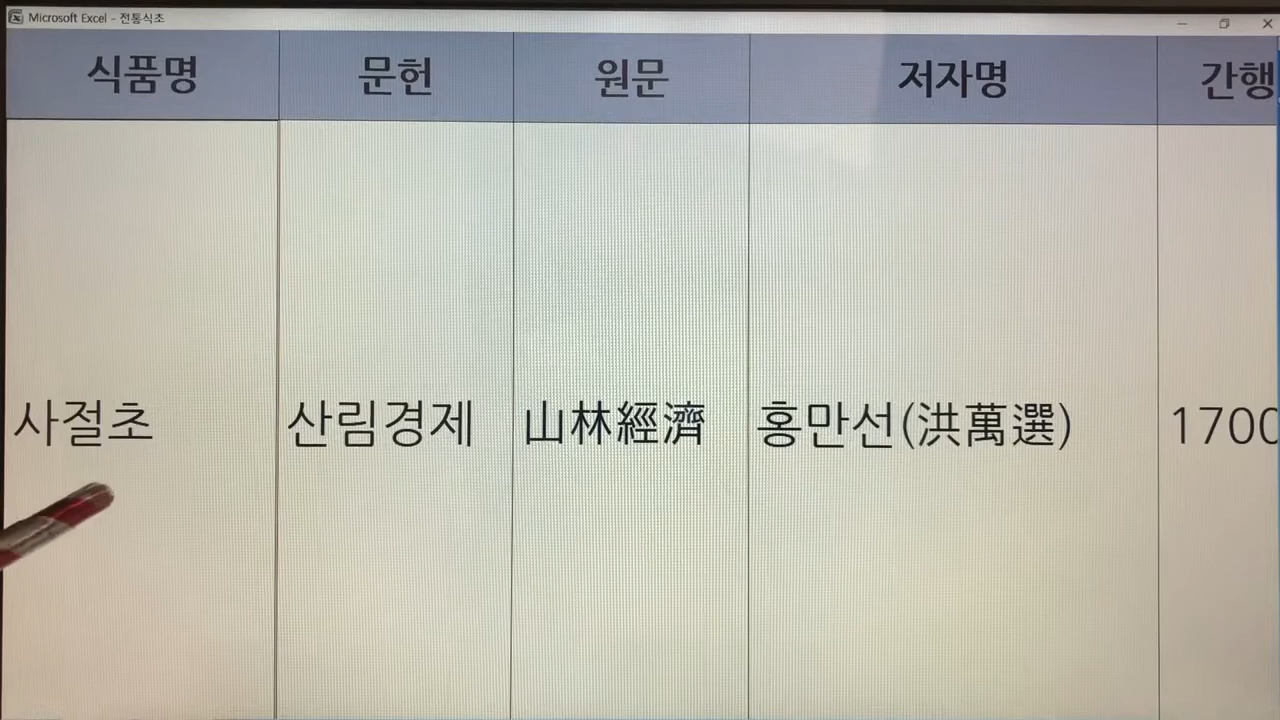 Microsoft Excel - 전통식초
식품명 문헌 원문 저자명 간행
사절초 산림경제 山林經濟 홍만선(洪萬選) 1700